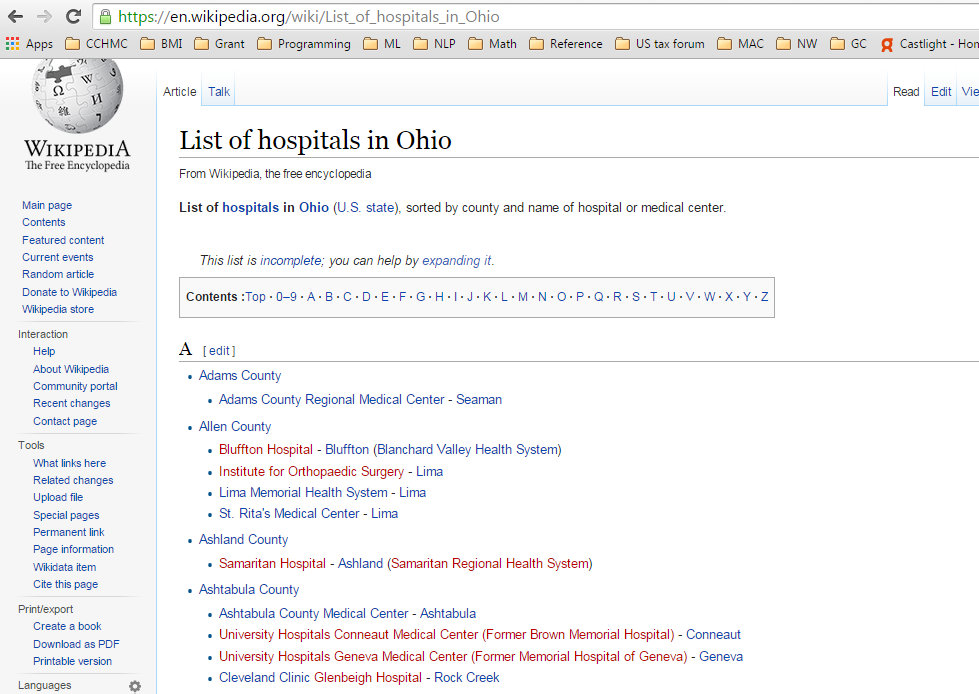 https://en.wikipedia.org/wiki/List_of_hospitals_in_Ohio
Apps CCHMC BMI Grant Programming ML NLP Math Reference US tax forum MAC NW GC Castlight - Hon
WIKIPEDIA
The Free Encyclopedia
Main page
Contents
Featured content
Current events
Random article
Donate to Wikipedia
Wikipedia store
Interaction
Help
About Wikipedia
Community portal
Recent changes
Contact page
Tools
What links here
Related changes
Upload file
Special pages
Permanent link
Page information
Wikidata item
Cite this page
Print/export
Create a book
Download as PDF
Printable version
Languages
Article Talk Read Edit Vie
List of hospitals in Ohio
From Wikipedia, the free encyclopedia
List of hospitals in Ohio (U.S. state), sorted by county and name of hospital or medical center.
This list is incomplete; you can help by expanding it.
Contents :Top · 0–9 · A · B · C · D · E · F · G · H · I · J · K · L · M · N · O · P · Q · R · S · T · U · V · W · X · Y · Z
A [ edit ]
• Adams County
• Adams County Regional Medical Center - Seaman
• Allen County
• Bluffton Hospital - Bluffton (Blanchard Valley Health System)
• Institute for Orthopaedic Surgery - Lima
• Lima Memorial Health System - Lima
• St. Rita's Medical Center - Lima
• Ashland County
• Samaritan Hospital - Ashland (Samaritan Regional Health System)
• Ashtabula County
• Ashtabula County Medical Center - Ashtabula
• University Hospitals Conneaut Medical Center (Former Brown Memorial Hospital) - Conneaut
• University Hospitals Geneva Medical Center (Former Memorial Hospital of Geneva) - Geneva
• Cleveland Clinic Glenbeigh Hospital - Rock Creek